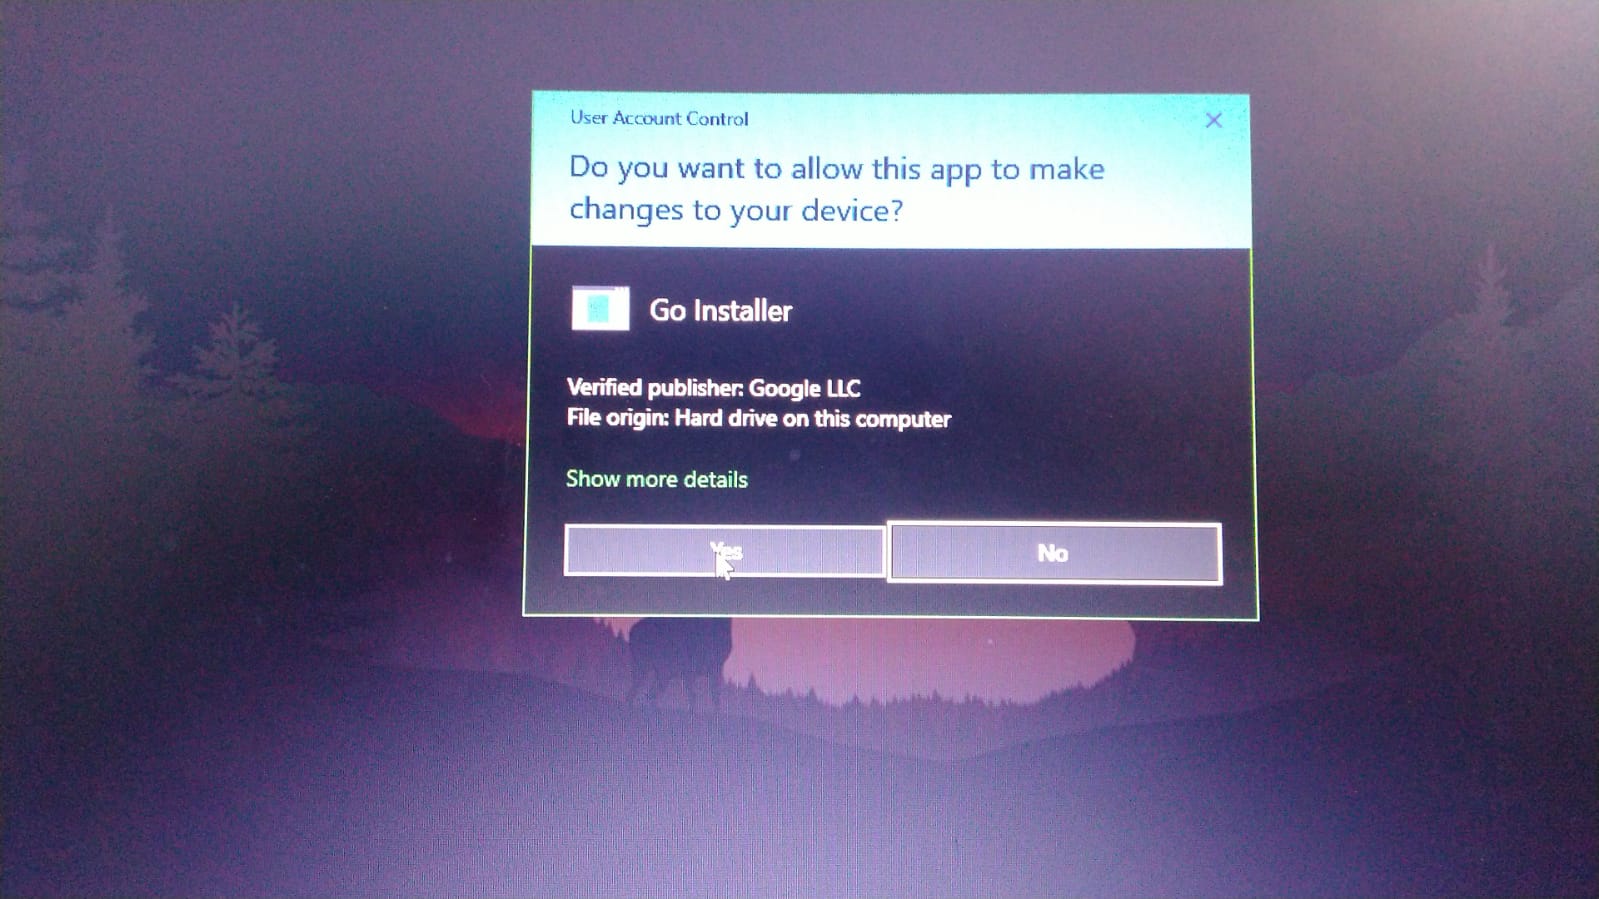 User Account Control
Do you want to allow this app to make
changes to your device?
Go Installer
Verified publisher: Google LLC
File origin: Hard drive on this computer
Show more details
Yes
No